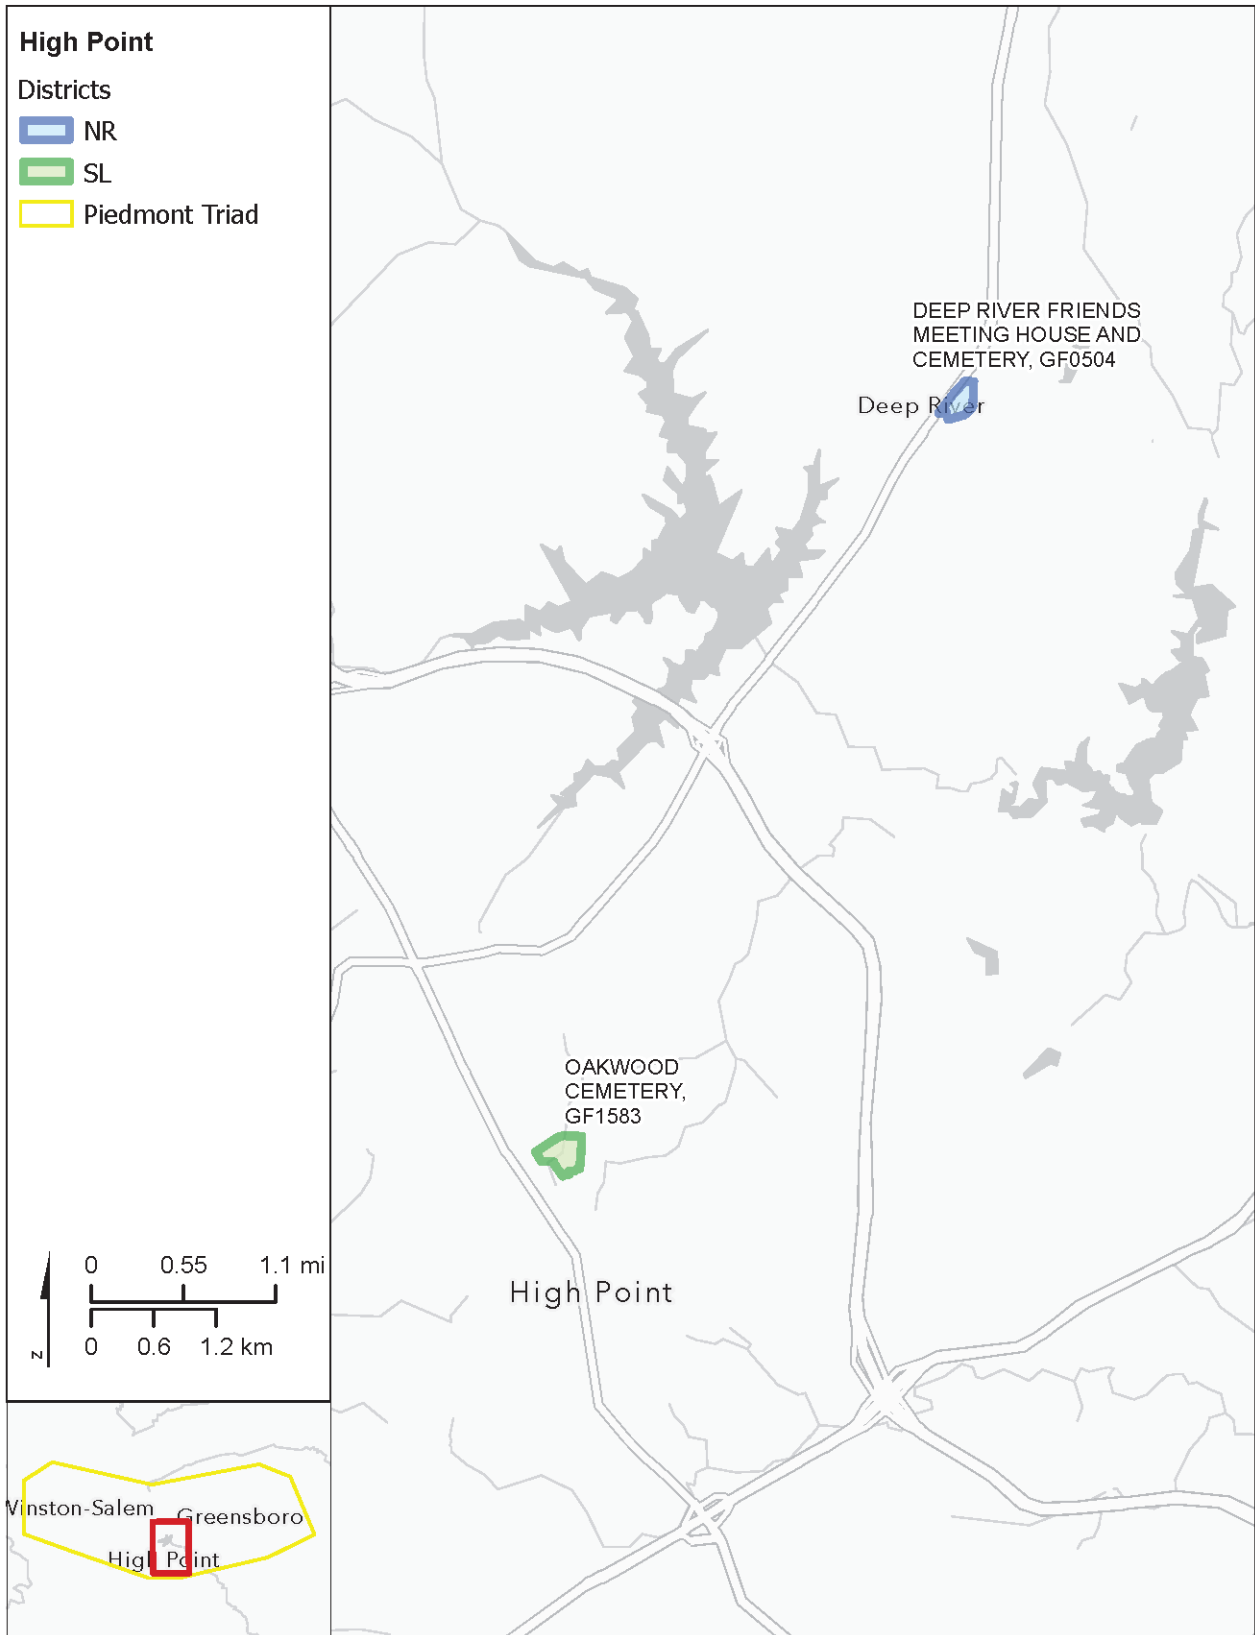 High Point
Districts
NR
SL
Piedmont Triad
DEEP RIVER FRIENDS
MEETING HOUSE AND
CEMETERY, GF0504
Deep River
OAKWOOD
CEMETERY,
GF1583
High Point
0 0.55 1.1 mi
0 0.6 1.2 km
N
Winston-Salem
Greensboro
High Point